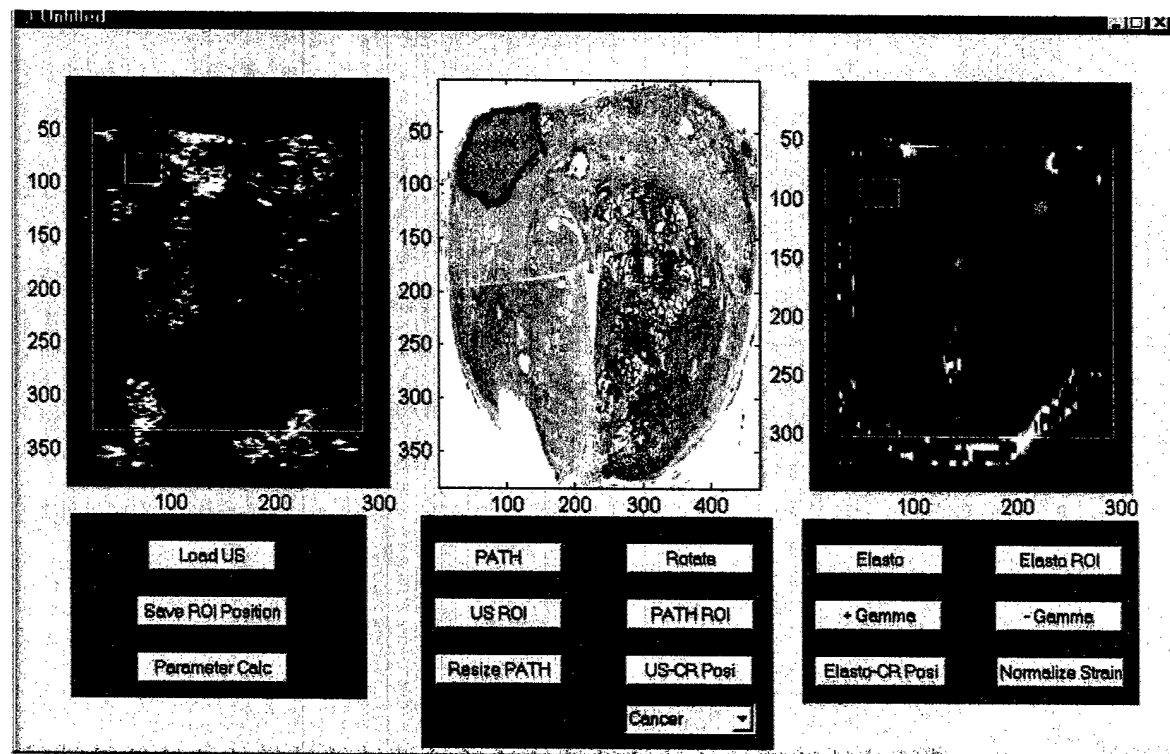 Untitled
50
100
150
200
250
300
350
100 200 300
50
100
150
200
250
300
350
100 200 300 400
50
100
150
200
250
300
100 200 300
Load US
Save ROI Position
Parameter Calc
PATH Rotate
US ROI PATH ROI
Resize PATH US-CR Posi
Cancer
Elasto Elasto ROI
+ Gamma - Gamma
Elasto-CR Posi Normalize Strain